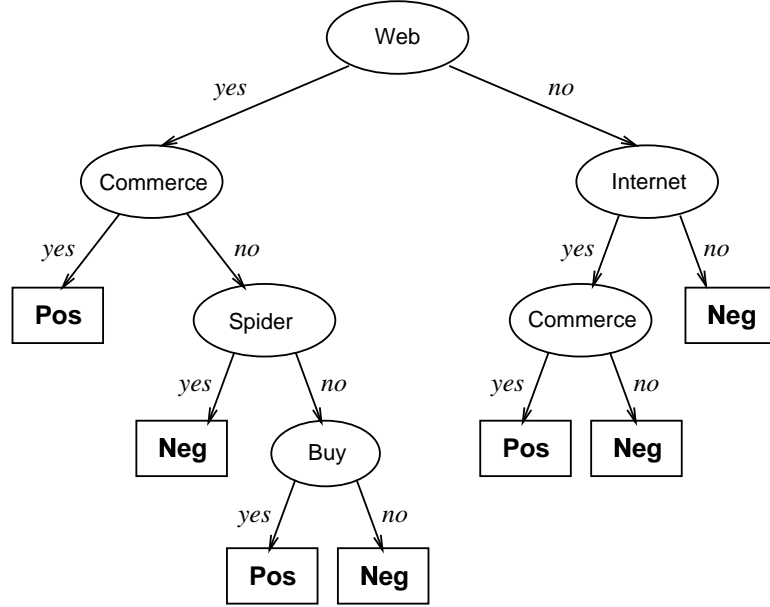 Web
yes no
Commerce Internet
yes no yes no
Pos Spider Commerce Neg
yes no yes no
Neg Buy Pos Neg
yes no
Pos Neg